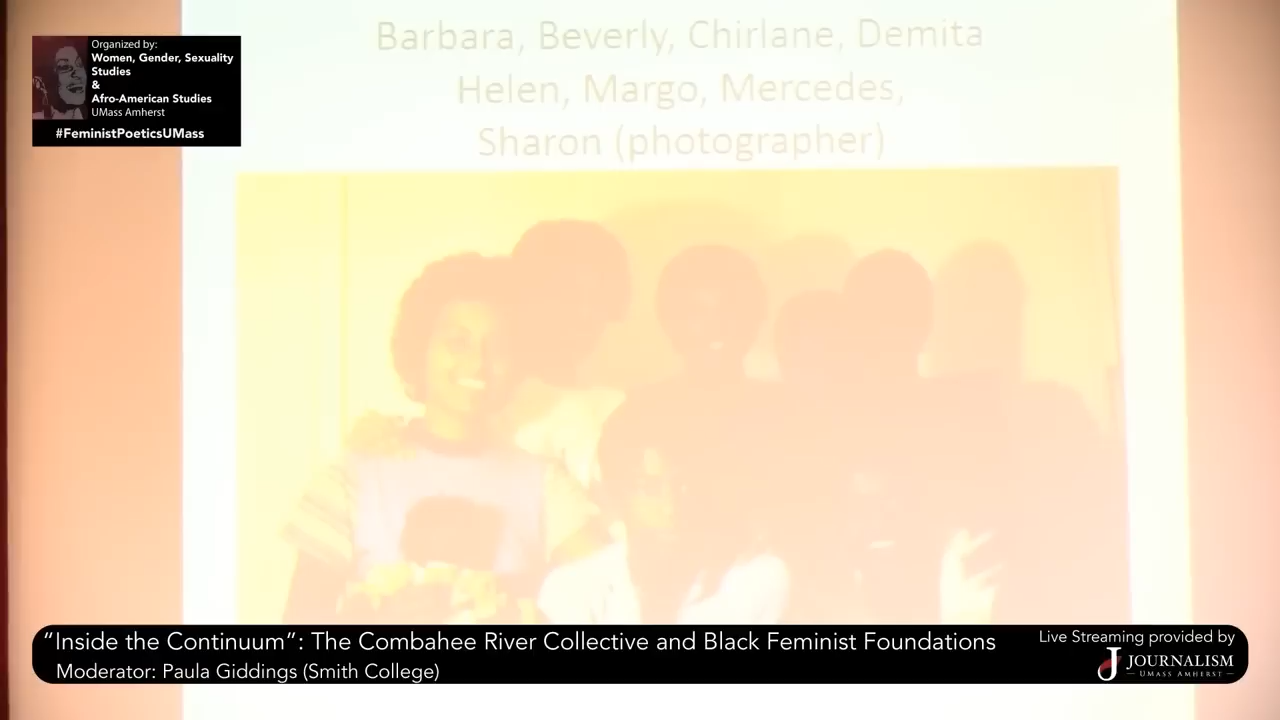 Organized by:
Women, Gender, Sexuality
Studies
&
Afro-American Studies
UMass Amherst
#FeministPoeticsUMass
Barbara, Beverly, Chirlane, Demita
Helen, Margo, Mercedes,
Sharon (photographer)
“Inside the Continuum”: The Combahee River Collective and Black Feminist Foundations
Moderator: Paula Giddings (Smith College)
Live Streaming provided by
JOURNALISM
UMASS AMHERST